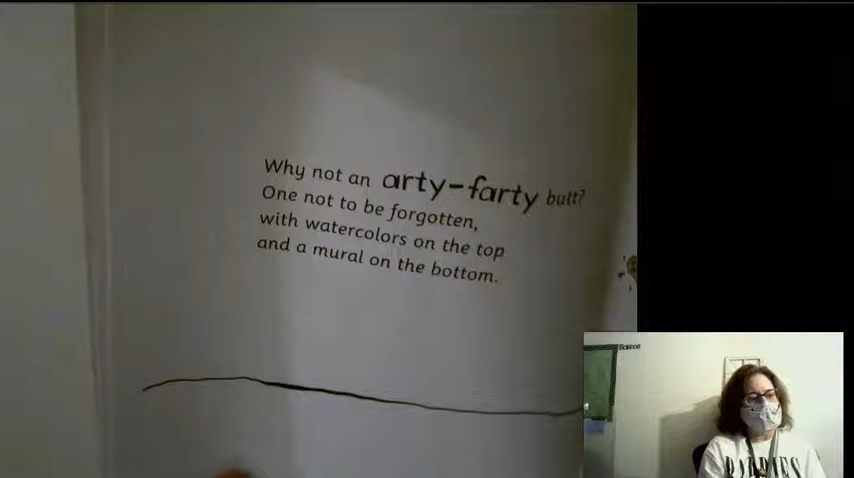 Why not an arty-farty butt?
One not to be forgotten,
with watercolors on the top
and a mural on the bottom.